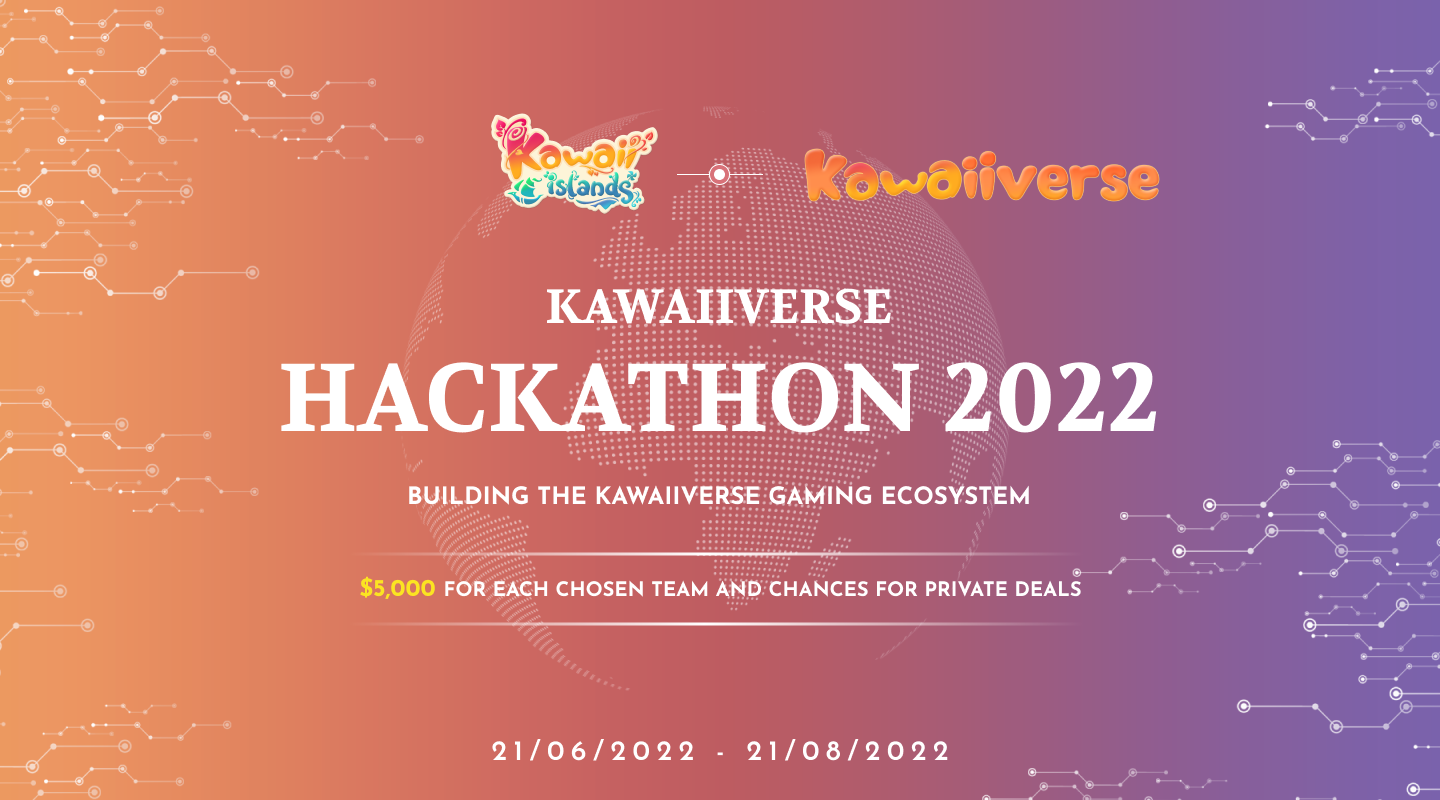 Kawaii
islands
Kawaiiverse
KAWAIIVERSE
HACKATHON 2022
BUILDING THE KAWAIIVERSE GAMING ECOSYSTEM
$5,000 FOR EACH CHOSEN TEAM AND CHANCES FOR PRIVATE DEALS
21/06/2022 - 21/08/2022